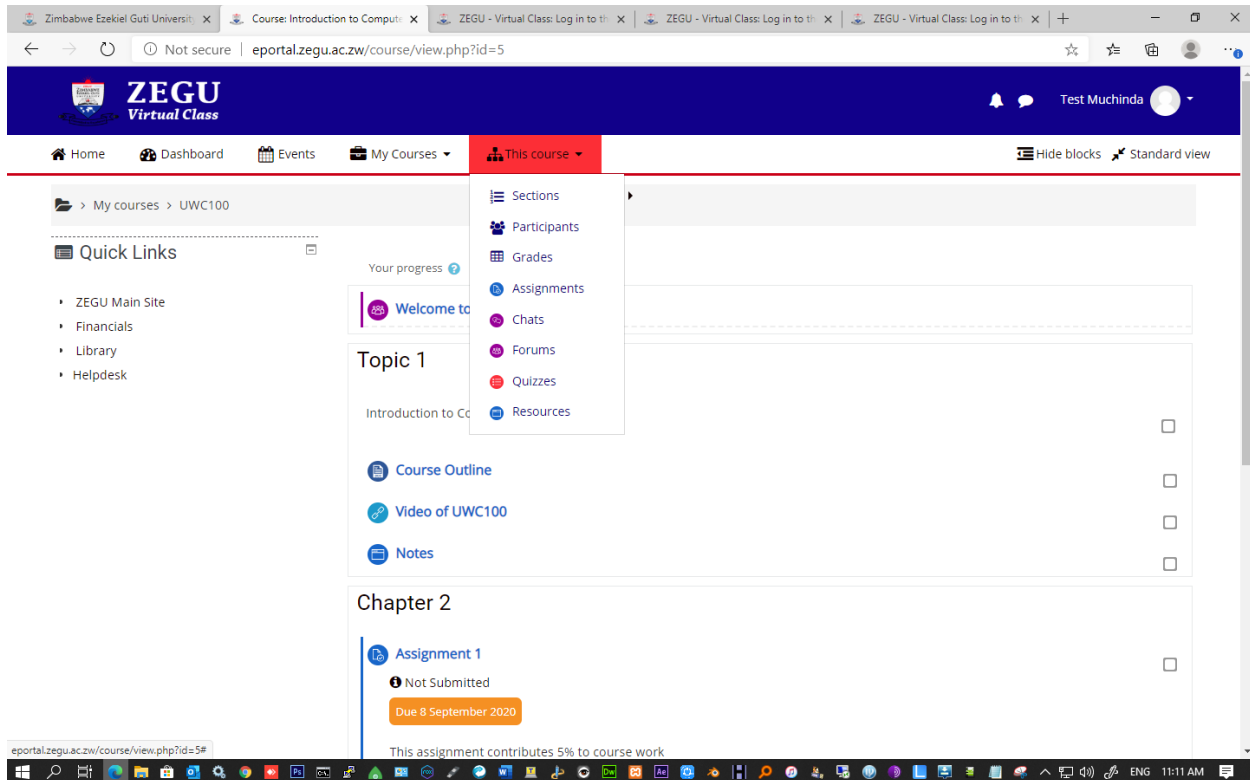 Zimbabwe Ezekiel Guti Universit
Course: Introduction to Compute
ZEGU - Virtual Class: Log in to th
ZEGU - Virtual Class: Log in to th
ZEGU - Virtual Class: Log in to th
Not secure | eportal.zegu.ac.zw/course/view.php?id=5
ZEGU
Virtual Class
Test Muchinda
Home
Dashboard
Events
My Courses
This course
Hide blocks
Standard view
> My courses > UWC100
Sections
Participants
Grades
Assignments
Chats
Forums
Quizzes
Resources
Quick Links
ZEGU Main Site
Financials
Library
Helpdesk
Your progress
Welcome to
Topic 1
Introduction to Co
Course Outline
Video of UWC100
Notes
Chapter 2
Assignment 1
Not Submitted
Due 8 September 2020
This assignment contributes 5% to course work
eportal.zegu.ac.zw/course/view.php?id=5#
ENG 11:11 AM